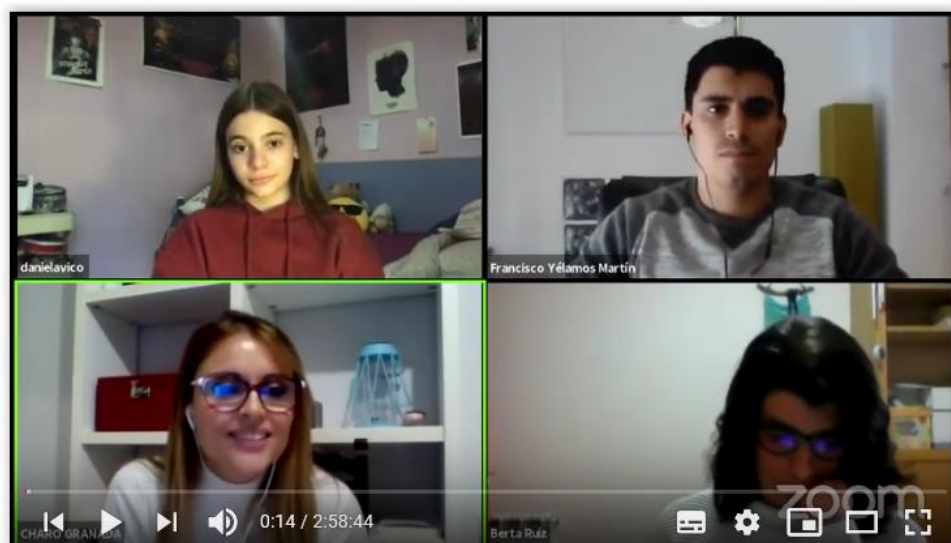 danielavico
Francisco Yélamos Martín
zoom
0:14 / 2:58:44
CHARO GRANADA
Berta Ruiz